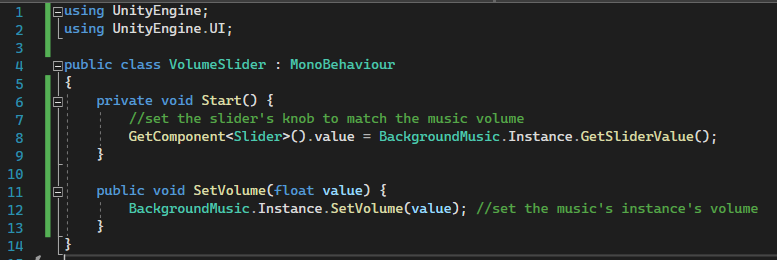 1 using UnityEngine;
2 using UnityEngine.UI;
3
4 public class VolumeSlider : MonoBehaviour
5 {
6 private void Start() {
7 //set the slider's knob to match the music volume
8 GetComponent<Slider>().value = BackgroundMusic.Instance.GetSliderValue();
9 }
10
11 public void SetVolume(float value) {
12 BackgroundMusic.Instance.SetVolume(value); //set the music's instance's volume
13 }
14 }